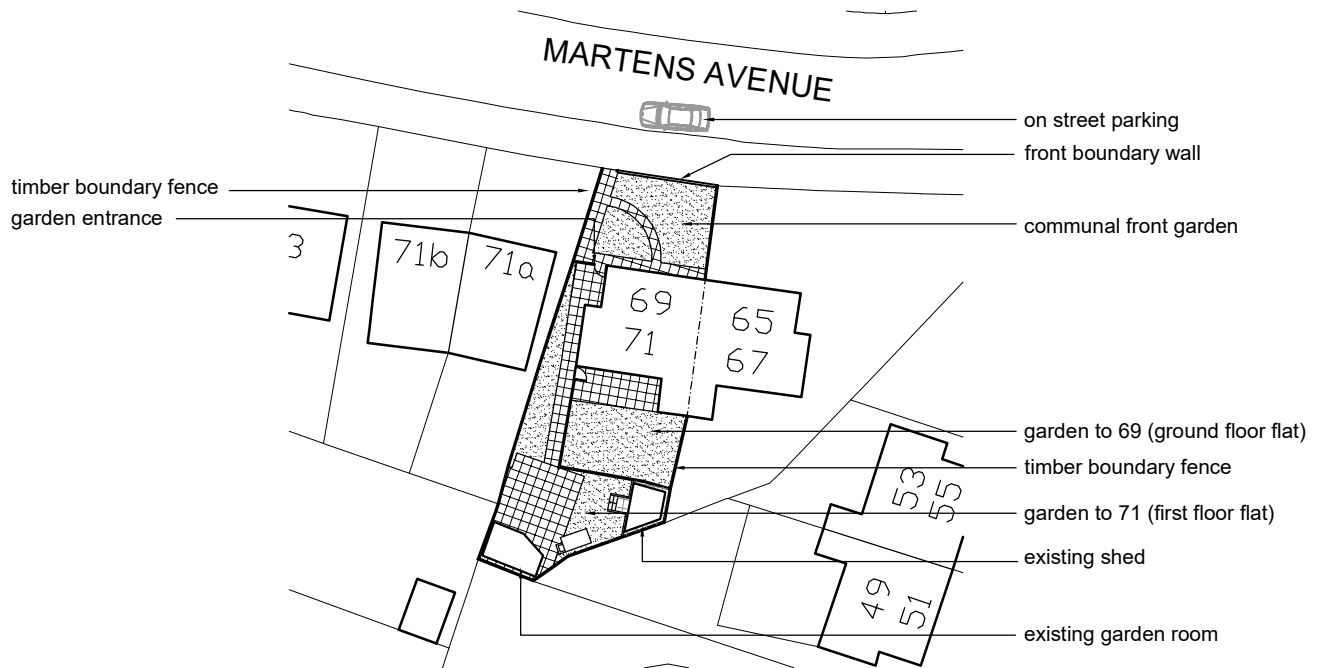 MARTENS AVENUE
on street parking
front boundary wall
timber boundary fence
garden entrance
communal front garden
3
71b
71a
69
71
65
67
garden to 69 (ground floor flat)
timber boundary fence
53
55
garden to 71 (first floor flat)
existing shed
49
51
existing garden room